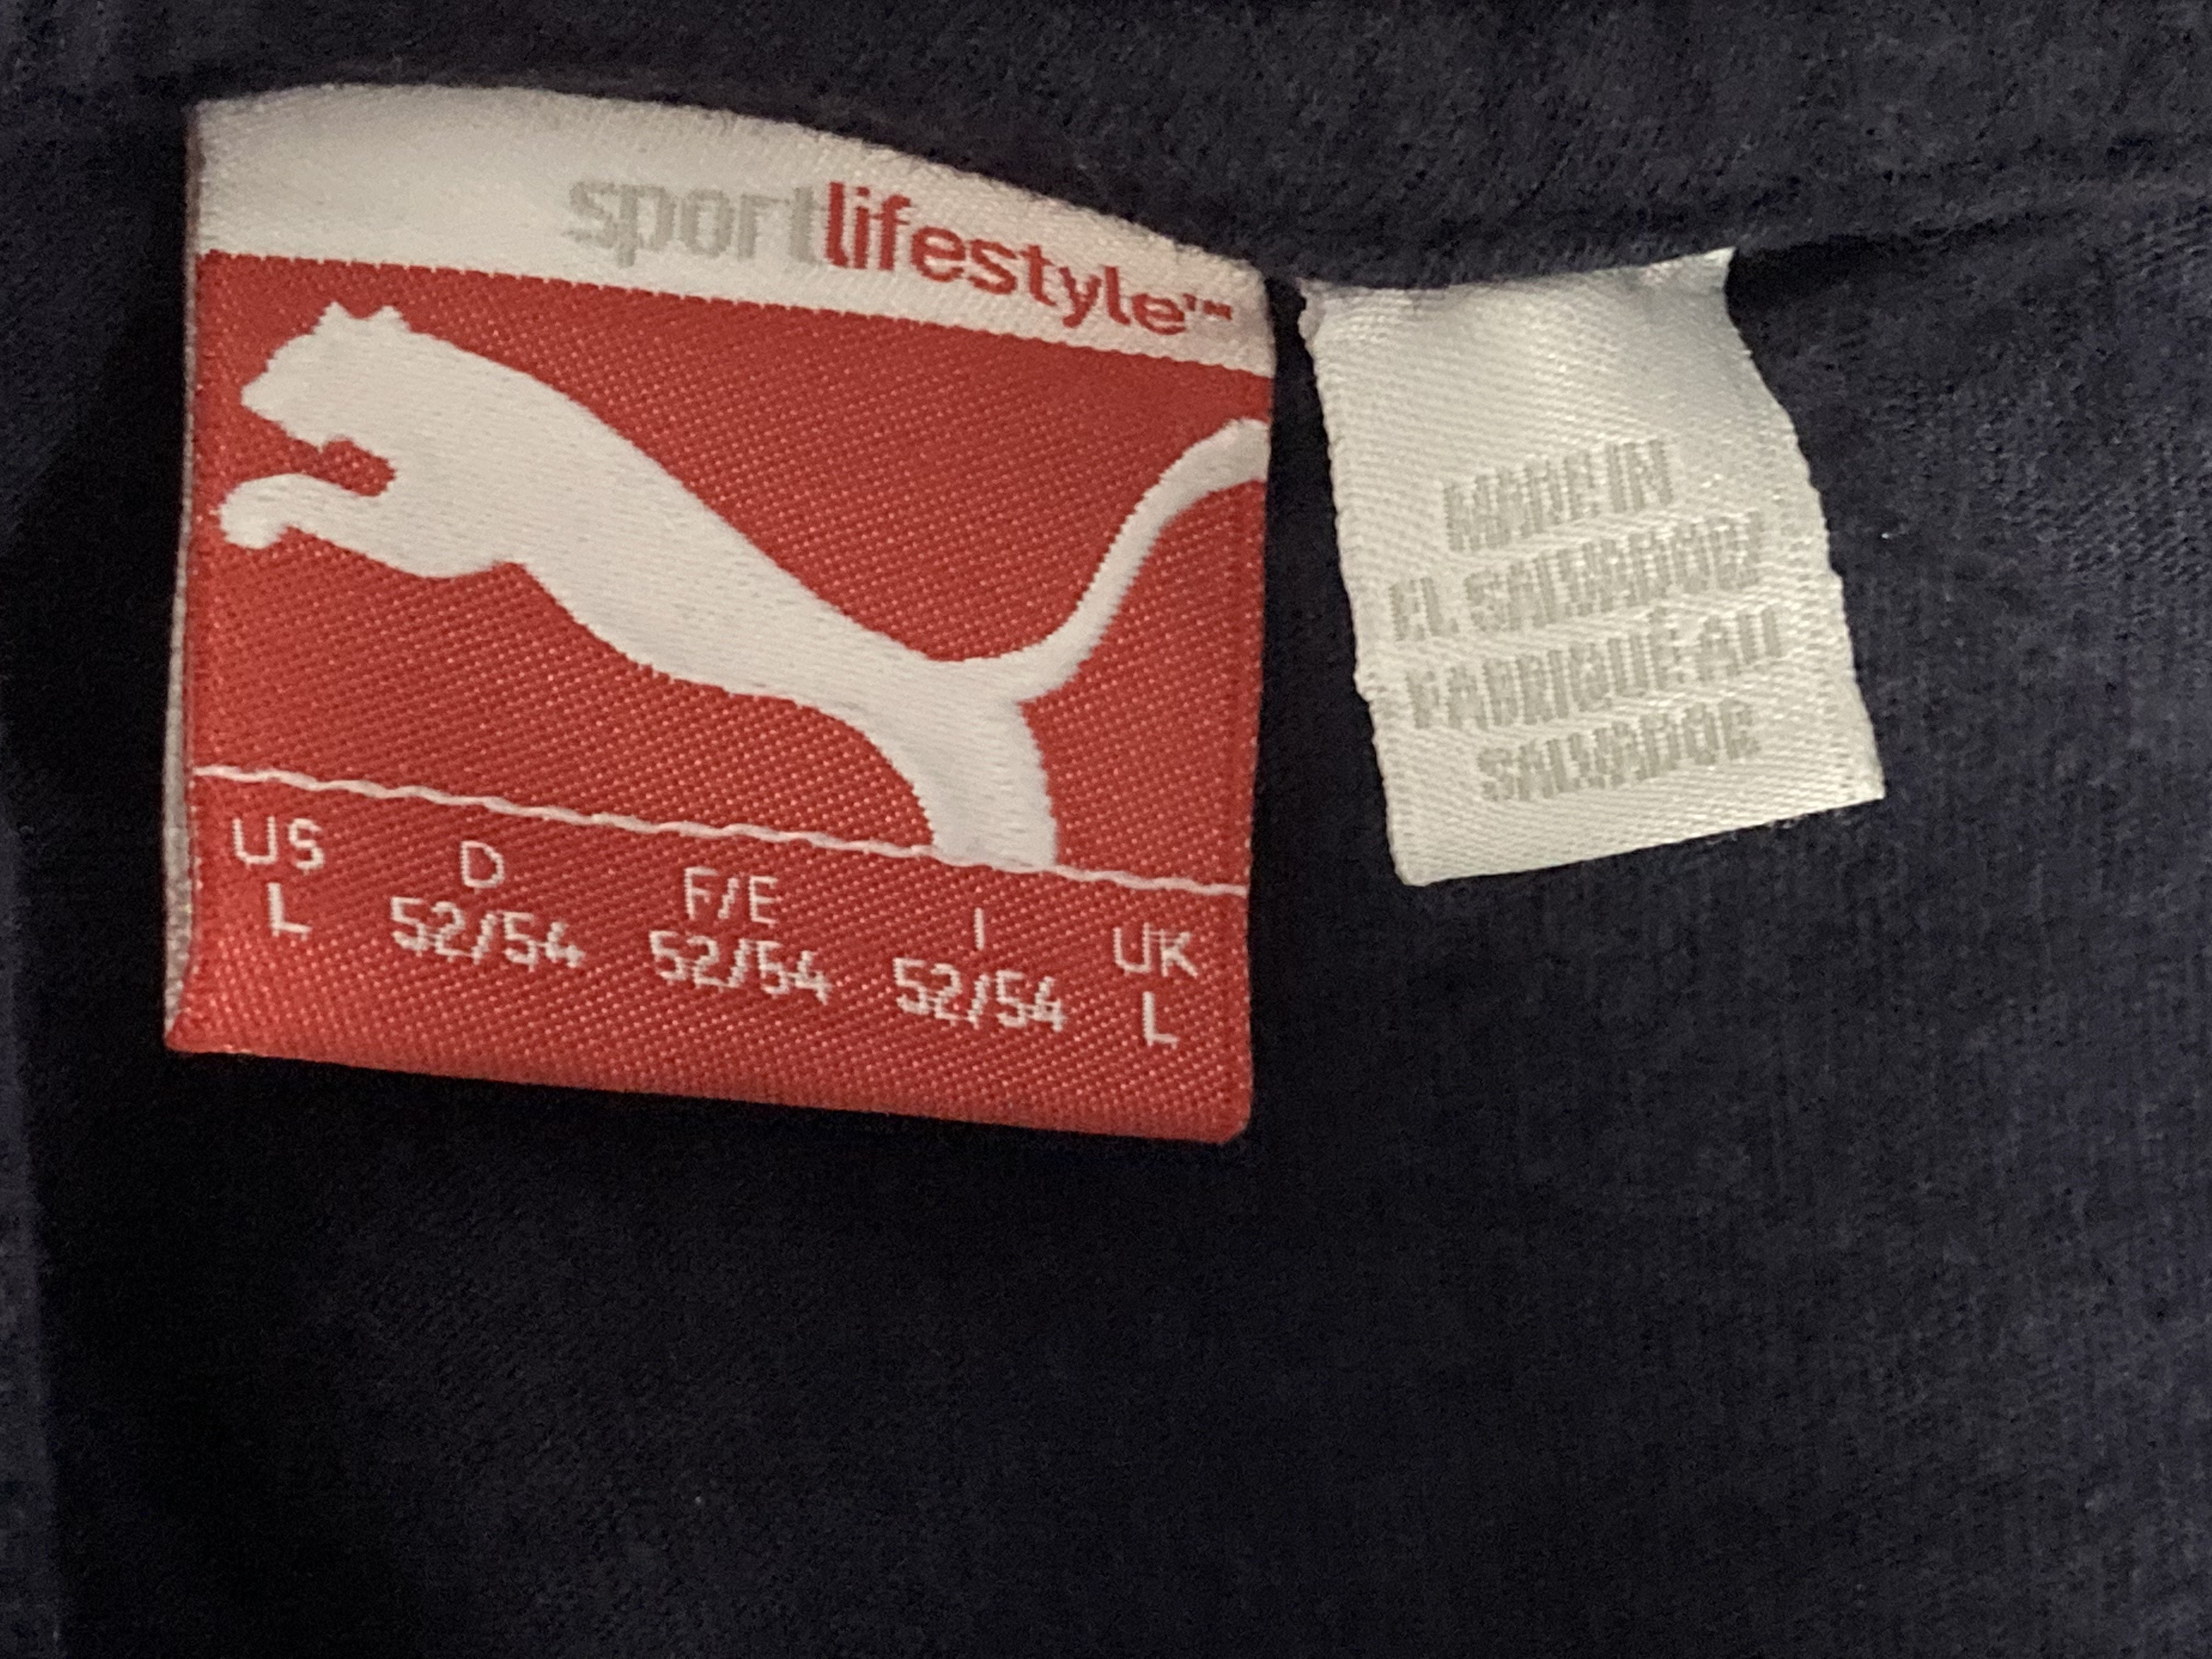 sportlifestyle™
US D F/E I UK
L 52/54 52/54 52/54 L
MADE IN
EL SALVADOR
FABRIQUÉ AU
SALVADOR